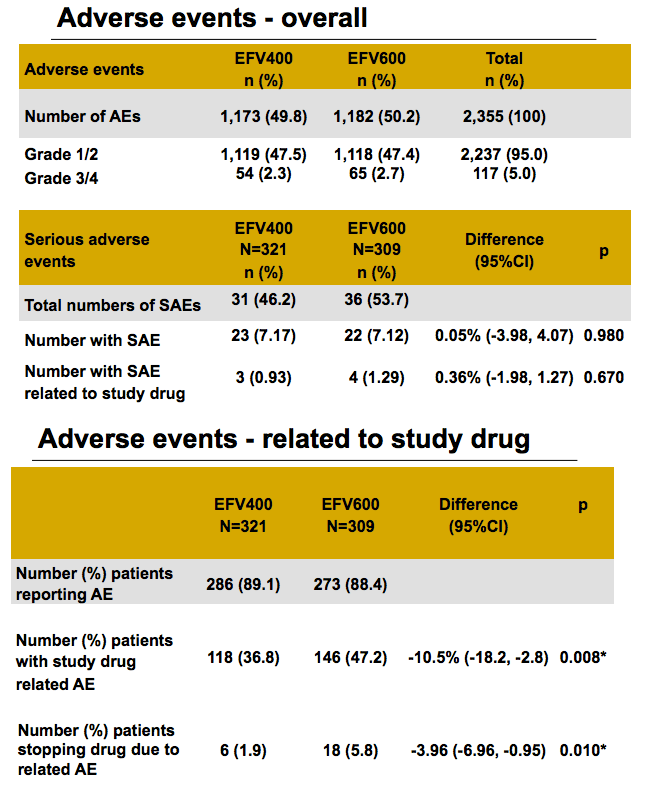 Adverse events - overall
Adverse events EFV400 n (%) EFV600 n (%) Total n (%)
Number of AEs 1,173 (49.8) 1,182 (50.2) 2,355 (100)
Grade 1/2 1,119 (47.5) 1,118 (47.4) 2,237 (95.0)
Grade 3/4 54 (2.3) 65 (2.7) 117 (5.0)
Serious adverse events EFV400 N=321 n (%) EFV600 N=309 n (%) Difference (95%CI) p
Total numbers of SAEs 31 (46.2) 36 (53.7)
Number with SAE 23 (7.17) 22 (7.12) 0.05% (-3.98, 4.07) 0.980
Number with SAE related to study drug 3 (0.93) 4 (1.29) 0.36% (-1.98, 1.27) 0.670
Adverse events - related to study drug
EFV400 N=321 EFV600 N=309 Difference (95%CI) p
Number (%) patients reporting AE 286 (89.1) 273 (88.4)
Number (%) patients with study drug related AE 118 (36.8) 146 (47.2) -10.5% (-18.2, -2.8) 0.008*
Number (%) patients stopping drug due to related AE 6 (1.9) 18 (5.8) -3.96 (-6.96, -0.95) 0.010*